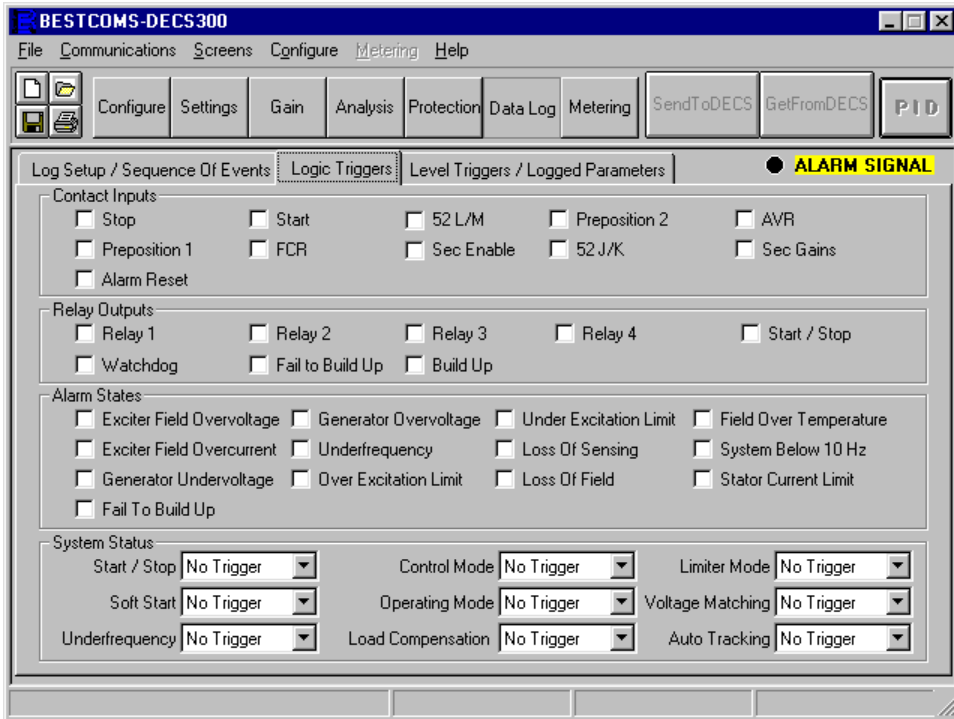 BESTCOMS-DECS300
File Communications Screens Configure Metering Help
Configure Settings Gain Analysis Protection Data Log Metering SendToDECS GetFromDECS PID
Log Setup / Sequence Of Events Logic Triggers Level Triggers / Logged Parameters ALARM SIGNAL
Contact Inputs
Stop Start 52 L/M Preposition 2 AVR
Preposition 1 FCR Sec Enable 52 J/K Sec Gains
Alarm Reset
Relay Outputs
Relay 1 Relay 2 Relay 3 Relay 4 Start / Stop
Watchdog Fail to Build Up Build Up
Alarm States
Exciter Field Overvoltage Generator Overvoltage Under Excitation Limit Field Over Temperature
Exciter Field Overcurrent Underfrequency Loss Of Sensing System Below 10 Hz
Generator Undervoltage Over Excitation Limit Loss Of Field Stator Current Limit
Fail To Build Up
System Status
Start / Stop No Trigger Control Mode No Trigger Limiter Mode No Trigger
Soft Start No Trigger Operating Mode No Trigger Voltage Matching No Trigger
Underfrequency No Trigger Load Compensation No Trigger Auto Tracking No Trigger